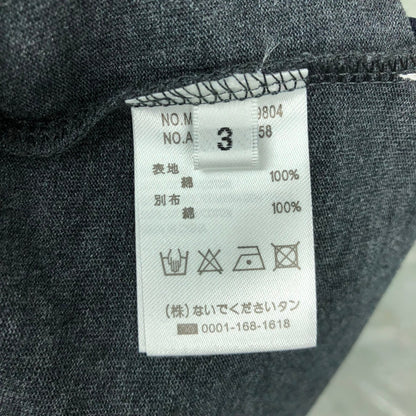 NO.M 9804
NO.A 58
3
表地
綿 100%
別布
綿 100%
(株)ないでくださいタン
0001-168-1618